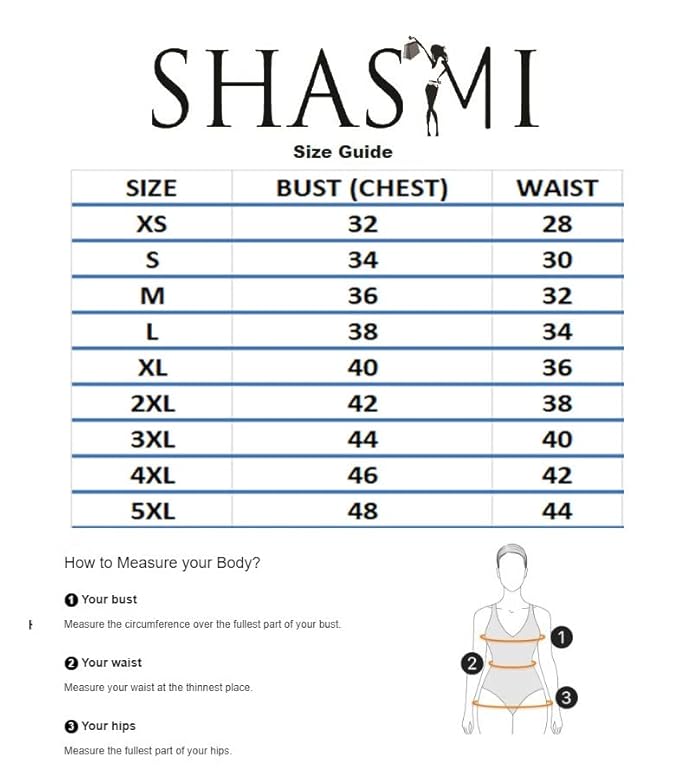 SHASMI
Size Guide
SIZE BUST (CHEST) WAIST
XS 32 28
S 34 30
M 36 32
L 38 34
XL 40 36
2XL 42 38
3XL 44 40
4XL 46 42
5XL 48 44
How to Measure your Body?
1 Your bust
Measure the circumference over the fullest part of your bust.
2 Your waist
Measure your waist at the thinnest place.
3 Your hips
Measure the fullest part of your hips.
1
2
3